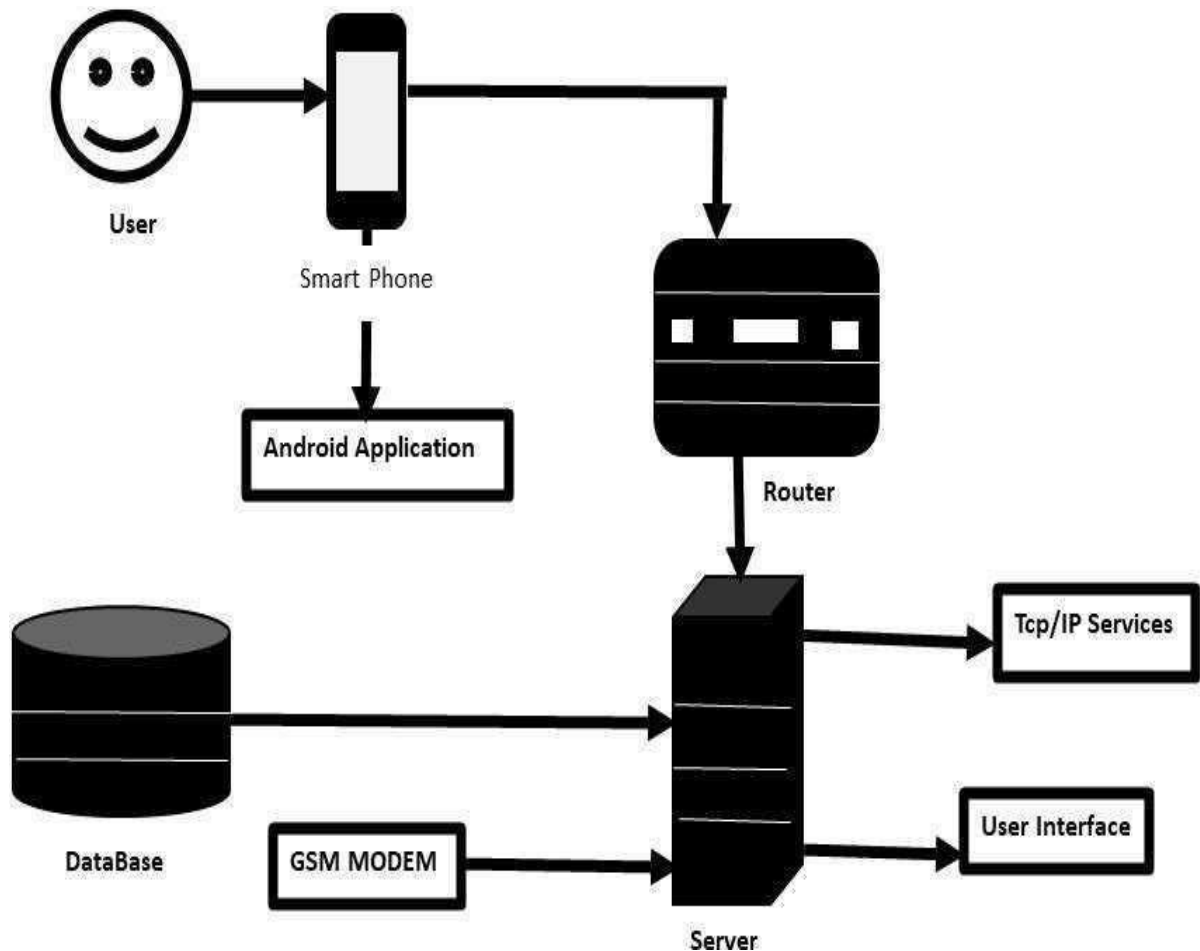 User
Smart Phone
Android Application
Router
Tcp/IP Services
DataBase
GSM MODEM
User Interface
Server